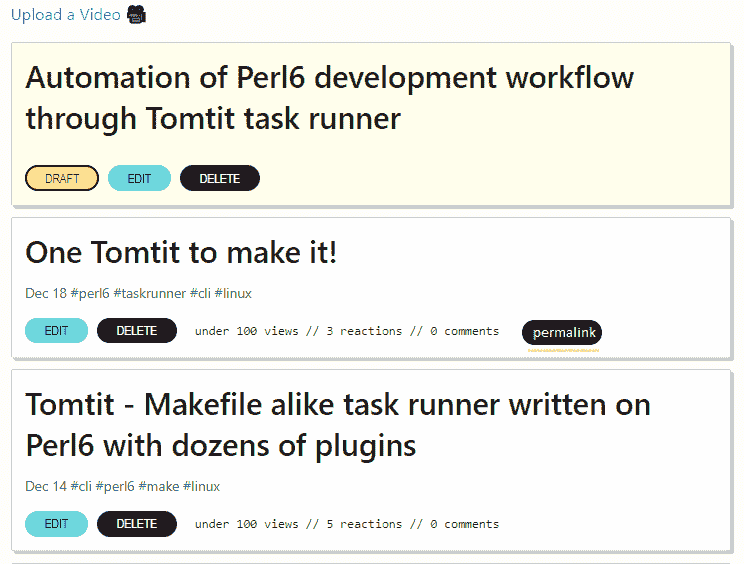 Upload a Video
Automation of Perl6 development workflow
through Tomtit task runner
DRAFT EDIT DELETE
One Tomtit to make it!
Dec 18 #perl6 #taskrunner #cli #linux
EDIT DELETE under 100 views // 3 reactions // 0 comments permalink
Tomtit - Makefile alike task runner written on
Perl6 with dozens of plugins
Dec 14 #cli #perl6 #make #linux
EDIT DELETE under 100 views // 5 reactions // 0 comments